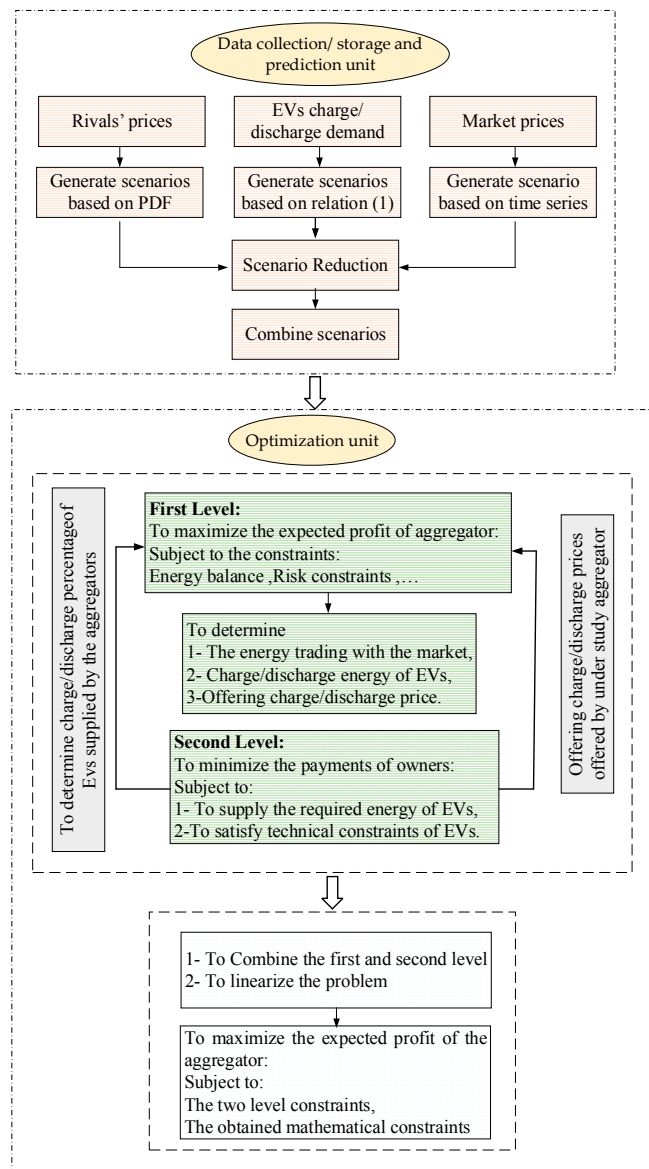 Data collection/ storage and
prediction unit
Rivals' prices
EVs charge/
discharge demand
Market prices
Generate scenarios
based on PDF
Generate scenarios
based on relation (1)
Generate scenario
based on time series
Scenario Reduction
Combine scenarios
Optimization unit
To determine charge/discharge percentageof
Evs supplied by the aggregators
First Level:
To maximize the expected profit of aggregator:
Subject to the constraints:
Energy balance ,Risk constraints ,…
To determine
1- The energy trading with the market,
2- Charge/discharge energy of EVs,
3-Offering charge/discharge price.
Second Level:
To minimize the payments of owners:
Subject to:
1- To supply the required energy of EVs,
2-To satisfy technical constraints of EVs.
Offering charge/discharge prices
offered by under study aggregator
1- To Combine the first and second level
2- To linearize the problem
To maximize the expected profit of the
aggregator:
Subject to:
The two level constraints,
The obtained mathematical constraints